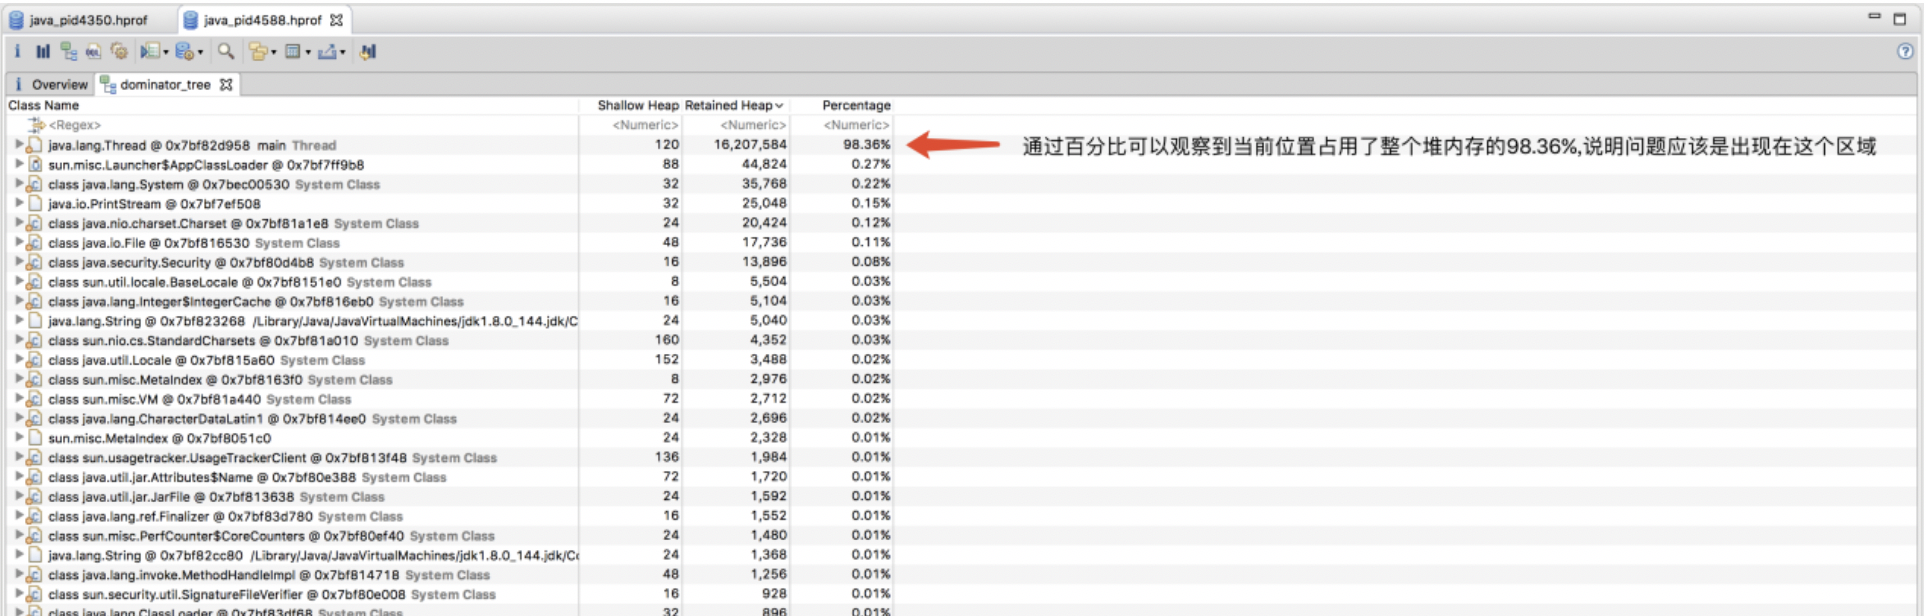 java_pid4350.hprof java_pid4588.hprof
Overview dominator_tree
Class Name Shallow Heap Retained Heap Percentage
<Regex> <Numeric> <Numeric> <Numeric>
java.lang.Thread @ 0x7bf82d958 main Thread 120 16,207,584 98.36% 通过百分比可以观察到当前位置占用了整个堆内存的98.36%,说明问题应该是出现在这个区域
sun.misc.Launcher$AppClassLoader @ 0x7bf7ff9b8 88 44,824 0.27%
class java.lang.System @ 0x7bec00530 System Class 32 35,768 0.22%
java.io.PrintStream @ 0x7bf7ef508 32 25,048 0.15%
class java.nio.charset.Charset @ 0x7bf81a1e8 System Class 24 20,424 0.12%
class java.io.File @ 0x7bf816530 System Class 48 17,736 0.11%
class java.security.Security @ 0x7bf80d4b8 System Class 16 13,896 0.08%
class sun.util.locale.BaseLocale @ 0x7bf8151e0 System Class 8 5,504 0.03%
class java.lang.Integer$IntegerCache @ 0x7bf816eb0 System Class 16 5,104 0.03%
java.lang.String @ 0x7bf823268 /Library/Java/JavaVirtualMachines/jdk1.8.0_144.jdk/C 24 5,040 0.03%
class sun.nio.cs.StandardCharsets @ 0x7bf81a010 System Class 160 4,352 0.03%
class java.util.Locale @ 0x7bf815a60 System Class 152 3,488 0.02%
class sun.misc.MetaIndex @ 0x7bf8163f0 System Class 8 2,976 0.02%
class sun.misc.VM @ 0x7bf81a440 System Class 72 2,712 0.02%
class java.lang.CharacterDataLatin1 @ 0x7bf814ee0 System Class 24 2,696 0.02%
sun.misc.MetaIndex @ 0x7bf8051c0 24 2,328 0.01%
class sun.usagetracker.UsageTrackerClient @ 0x7bf813f48 System Class 136 1,984 0.01%
class java.util.jar.Attributes$Name @ 0x7bf80e388 System Class 72 1,720 0.01%
class java.util.jar.JarFile @ 0x7bf813638 System Class 24 1,592 0.01%
class java.lang.ref.Finalizer @ 0x7bf83d780 System Class 16 1,552 0.01%
class sun.misc.PerfCounter$CoreCounters @ 0x7bf80ef40 System Class 24 1,480 0.01%
java.lang.String @ 0x7bf82cc80 /Library/Java/JavaVirtualMachines/jdk1.8.0_144.jdk/Co 24 1,368 0.01%
class java.lang.invoke.MethodHandleImpl @ 0x7bf814718 System Class 48 1,256 0.01%
class sun.security.util.SignatureFileVerifier @ 0x7bf80e008 System Class 16 928 0.01%
class java.lang.ClassLoader @ 0x7bf83df68 System Class 32 896 0.01%